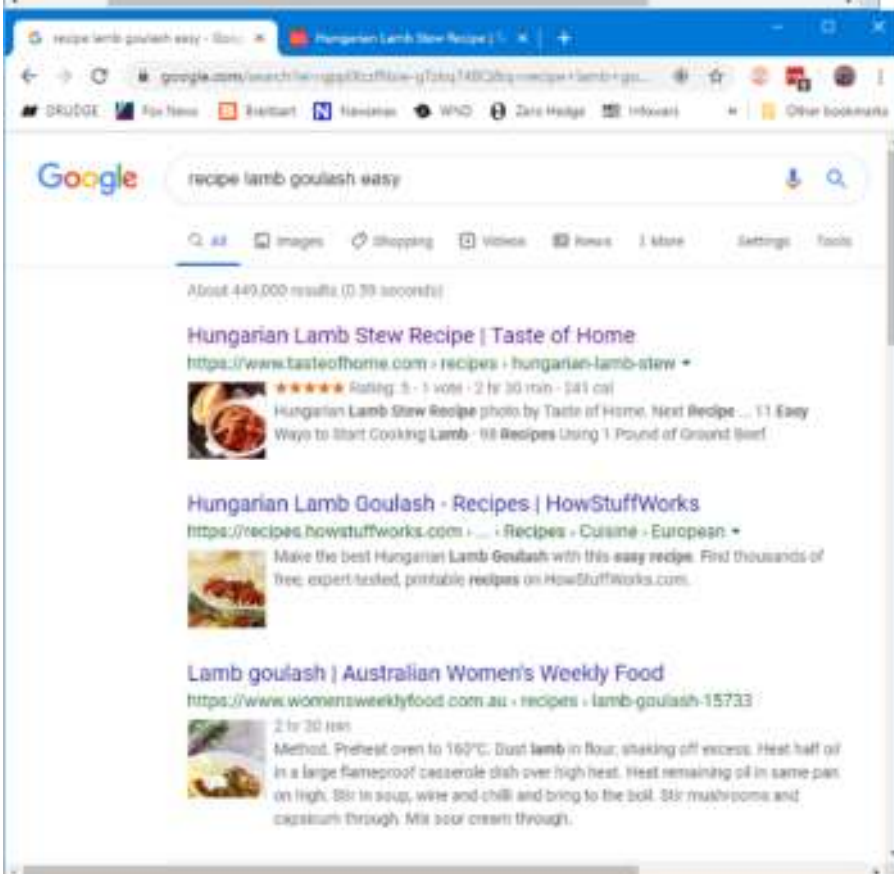 recipe lamb goulash easy - Goo
Hungarian Lamb Stew Recipe | T
google.com/search?
DRUDGE Fox News Breitbart Newsmax WND Zero Hedge Infowars Other bookmarks
Google
recipe lamb goulash easy
All Images Shopping Videos News More Settings Tools
About 449,000 results (0.39 seconds)
Hungarian Lamb Stew Recipe | Taste of Home
https://www.tasteofhome.com › recipes › hungarian-lamb-stew
Rating: 5 - 1 vote - 2 hr 30 min - 241 cal
Hungarian Lamb Stew Recipe photo by Taste of Home. Next Recipe ... 11 Easy
Ways to Start Cooking Lamb · 98 Recipes Using 1 Pound of Ground Beef
Hungarian Lamb Goulash - Recipes | HowStuffWorks
https://recipes.howstuffworks.com › ... › Recipes › Cuisine › European
Make the best Hungarian Lamb Goulash with this easy recipe. Find thousands of
free, expert-tested, printable recipes on HowStuffWorks.com.
Lamb goulash | Australian Women's Weekly Food
https://www.womensweeklyfood.com.au › recipes › lamb-goulash-15733
2 hr 30 min
Method. Preheat oven to 160°C. Dust lamb in flour, shaking off excess. Heat half oil
in a large flameproof casserole dish over high heat. Heat remaining oil in same pan
on high. Stir in soup, wine and chilli and bring to the boil. Stir mushrooms and
capsicum through. Mix sour cream through.